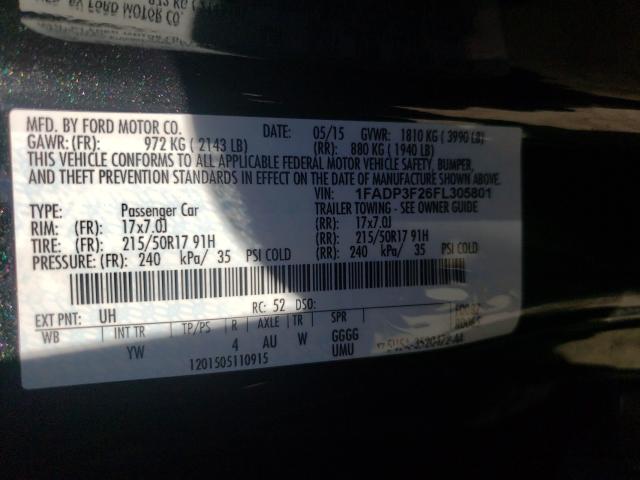 MFD. BY FORD MOTOR CO.
DATE: 05/15 GVWR: 1810 KG ( 3990 LB)
GAWR: (FR): 972 KG ( 2143 LB) (RR): 880 KG ( 1940 LB)
THIS VEHICLE CONFORMS TO ALL APPLICABLE FEDERAL MOTOR VEHICLE SAFETY, BUMPER,
AND THEFT PREVENTION STANDARDS IN EFFECT ON THE DATE OF MANUFACTURE SHOWN ABOVE.
VIN: 1FADP3F26FL305801
TYPE: Passenger Car TRAILER TOWING - SEE OWNER GUIDE
RIM: (FR): 17x7.0J (RR): 17x7.0J
TIRE: (FR): 215/50R17 91H (RR): 215/50R17 91H
PRESSURE: (FR): 240 kPa/ 35 PSI COLD (RR): 240 kPa/ 35 PSI COLD
EXT PNT: UH RC: 52 DSO:
WB INT TR TP/PS R AXLE TR SPR
YW 4 AU W GGGG
UMU
1201505110915